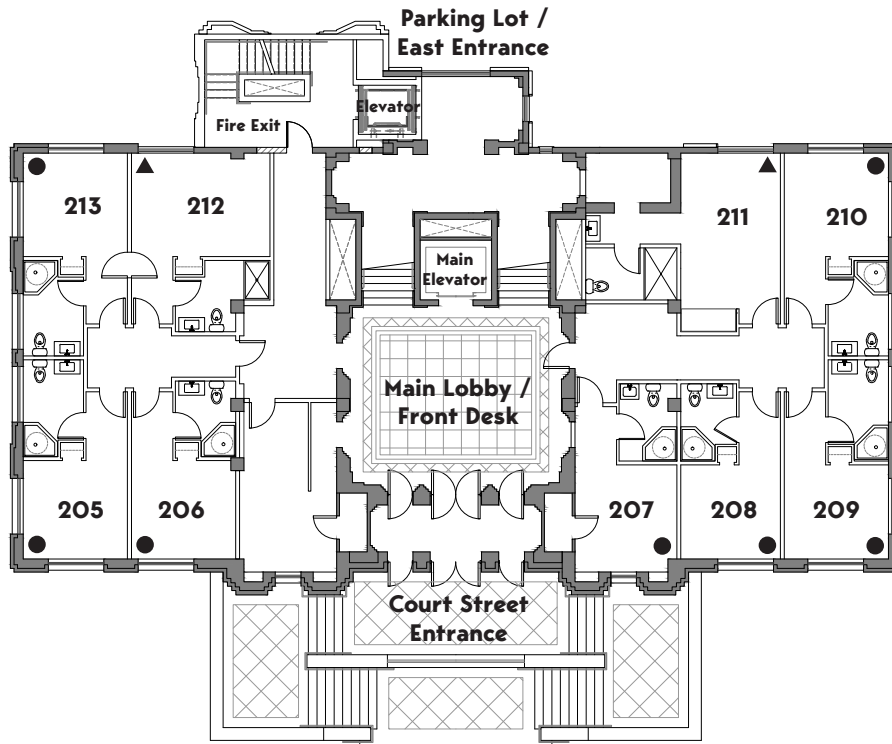 Parking Lot /
East Entrance
Elevator
Fire Exit
213
212
211
210
Main
Elevator
Main Lobby /
Front Desk
205
206
207
208
209
Court Street
Entrance